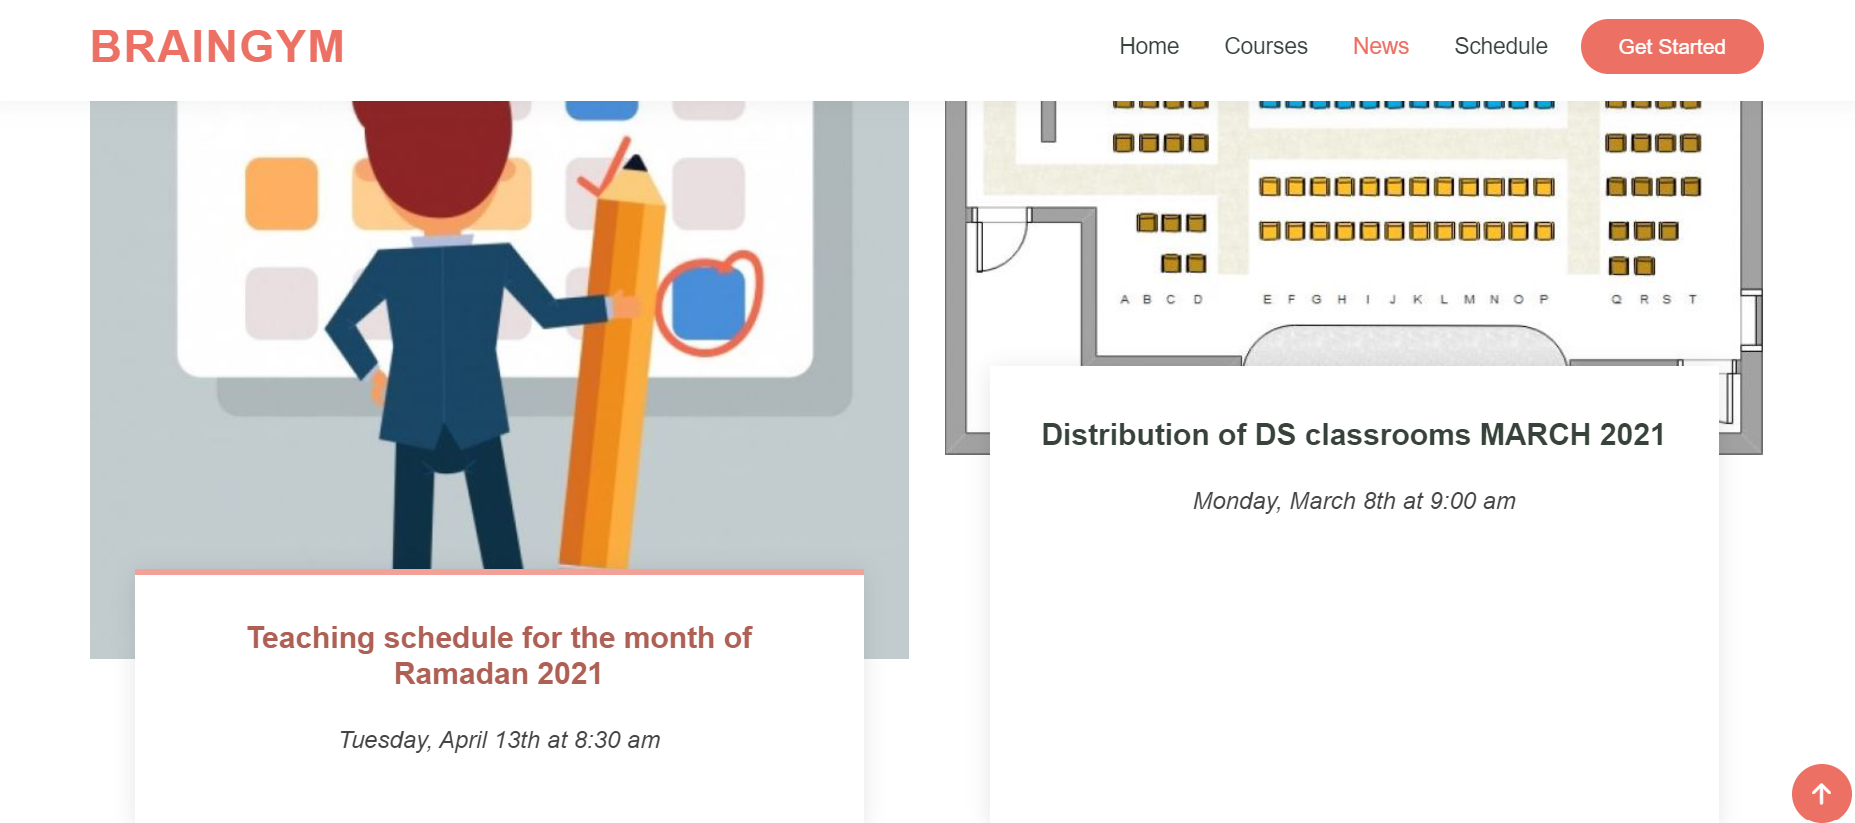 BRAINGYM
Home
Courses
News
Schedule
Get Started
A B C D
E F G H I J K L M N O P
Q R S T
Distribution of DS classrooms MARCH 2021
Monday, March 8th at 9:00 am
Teaching schedule for the month of
Ramadan 2021
Tuesday, April 13th at 8:30 am